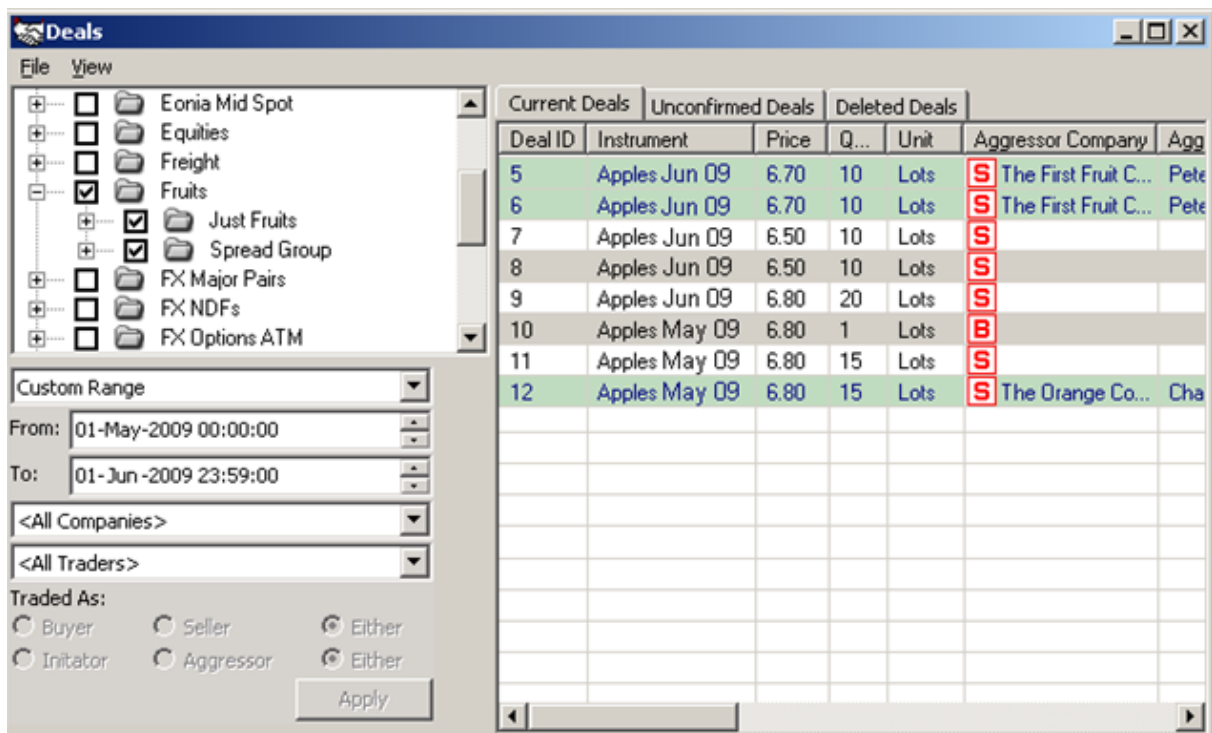 Deals
File View
Eonia Mid Spot
Equities
Freight
Fruits
Just Fruits
Spread Group
FX Major Pairs
FX NDFs
FX Options ATM
Custom Range
From: 01-May-2009 00:00:00
To: 01-Jun-2009 23:59:00
<All Companies>
<All Traders>
Traded As:
Buyer Seller Either
Initator Aggressor Either
Apply
Current Deals Unconfirmed Deals Deleted Deals
Deal ID Instrument Price Q... Unit Aggressor Company Agg
5 Apples Jun 09 6.70 10 Lots S The First Fruit C... Pete
6 Apples Jun 09 6.70 10 Lots S The First Fruit C... Pete
7 Apples Jun 09 6.50 10 Lots S
8 Apples Jun 09 6.50 10 Lots S
9 Apples Jun 09 6.80 20 Lots S
10 Apples May 09 6.80 1 Lots B
11 Apples May 09 6.80 15 Lots S
12 Apples May 09 6.80 15 Lots S The Orange Co... Cha